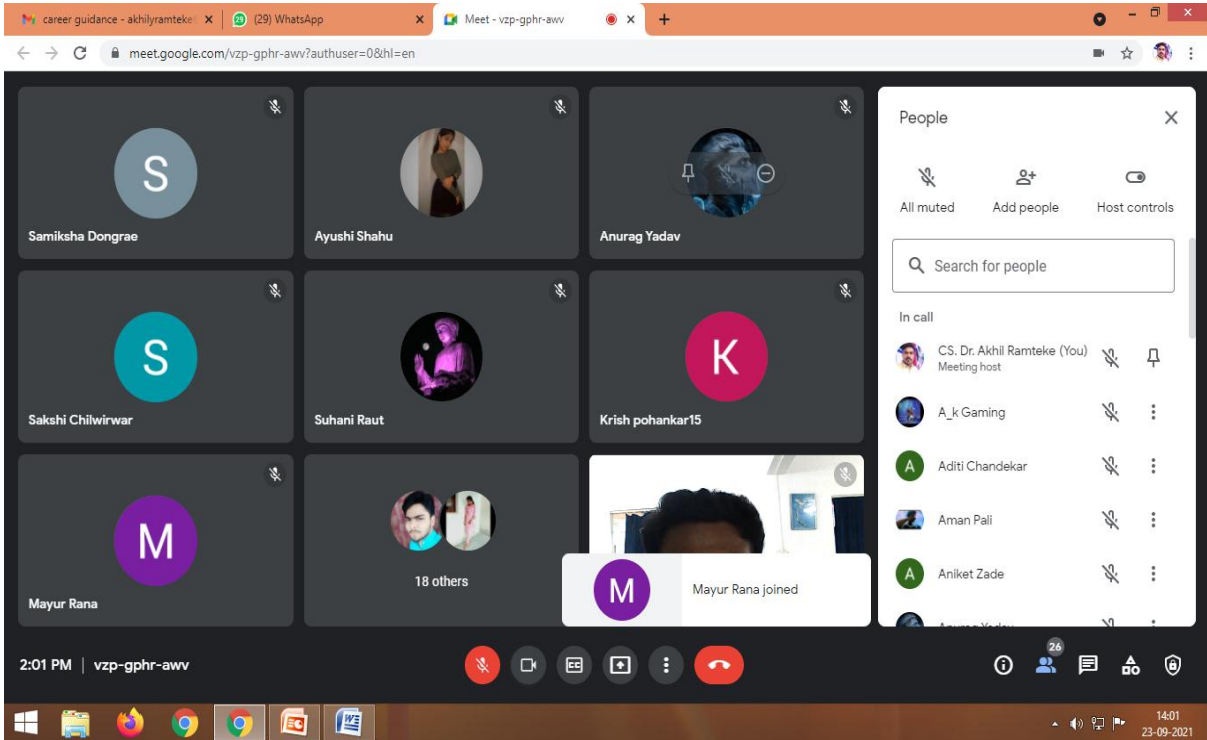 career guidance - akhilyramteke
(29) WhatsApp
Meet - vzp-gphr-awv
meet.google.com/vzp-gphr-awv?authuser=0&hl=en
S
Samiksha Dongrae
Ayushi Shahu
Anurag Yadav
S
Sakshi Chilwirwar
Suhani Raut
K
Krish pohankar15
M
Mayur Rana
18 others
M
Mayur Rana joined
People
All muted
Add people
Host controls
Search for people
In call
CS. Dr. Akhil Ramteke (You)
Meeting host
A_k Gaming
A
Aditi Chandekar
Aman Pali
A
Aniket Zade
Anurag Yadav
2:01 PM | vzp-gphr-awv
CC
26
14:01
23-09-2021